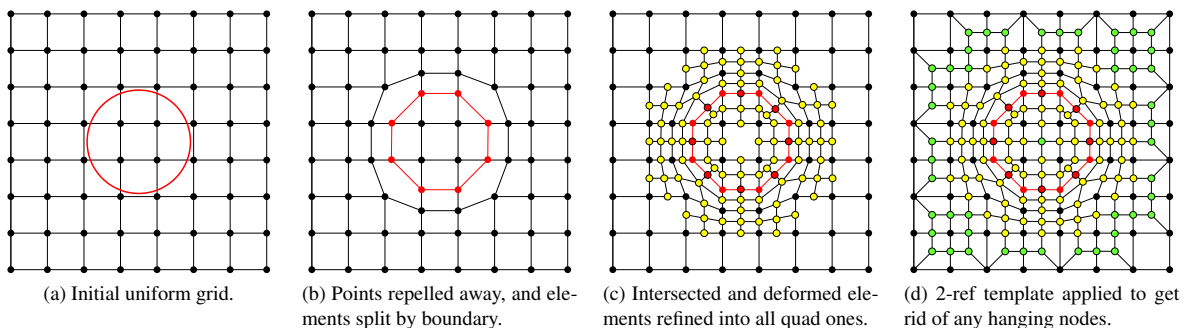 (a) Initial uniform grid.
(b) Points repelled away, and ele-
ments split by boundary.
(c) Intersected and deformed ele-
ments refined into all quad ones.
(d) 2-ref template applied to get
rid of any hanging nodes.